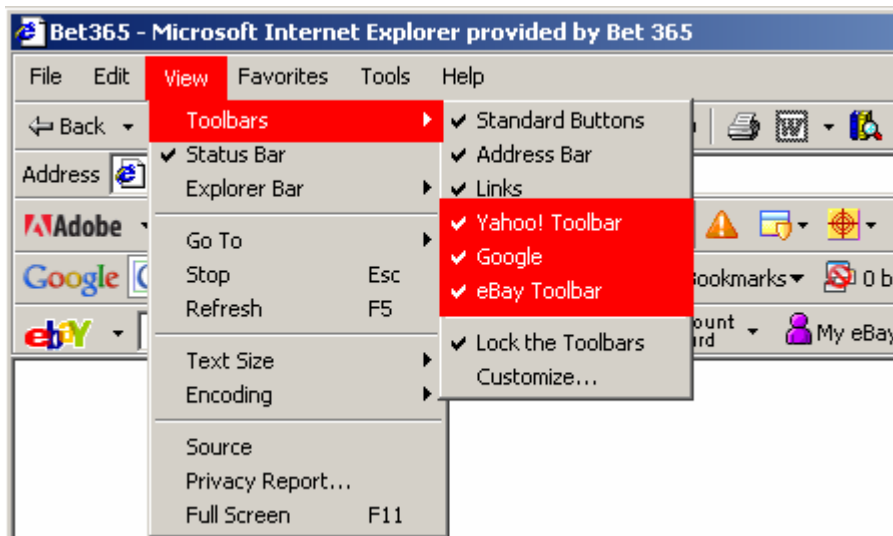 Bet365 - Microsoft Internet Explorer provided by Bet 365
File Edit View Favorites Tools Help
Back
Toolbars
Status Bar
Explorer Bar
Go To
Stop Esc
Refresh F5
Text Size
Encoding
Source
Privacy Report...
Full Screen F11
Standard Buttons
Address Bar
Links
Yahoo! Toolbar
Google
eBay Toolbar
Lock the Toolbars
Customize...
Address
Adobe
Google
ebaY
My eBay